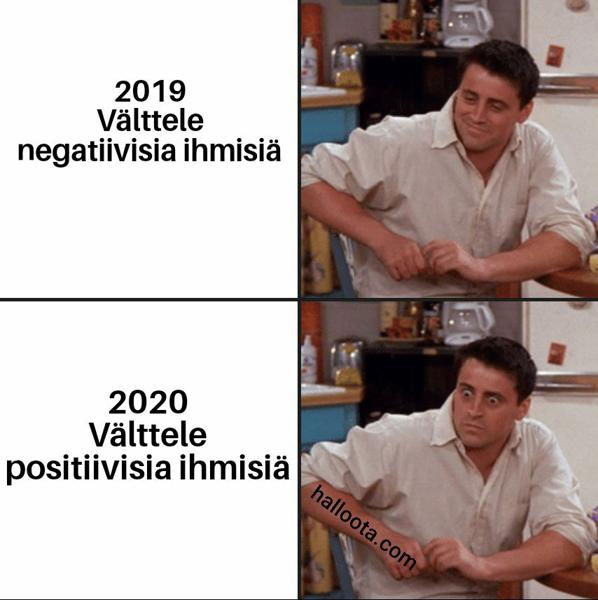 2019
Välttele
negatiivisia ihmisiä
2020
Välttele
positiivisia ihmisiä
halloota.com